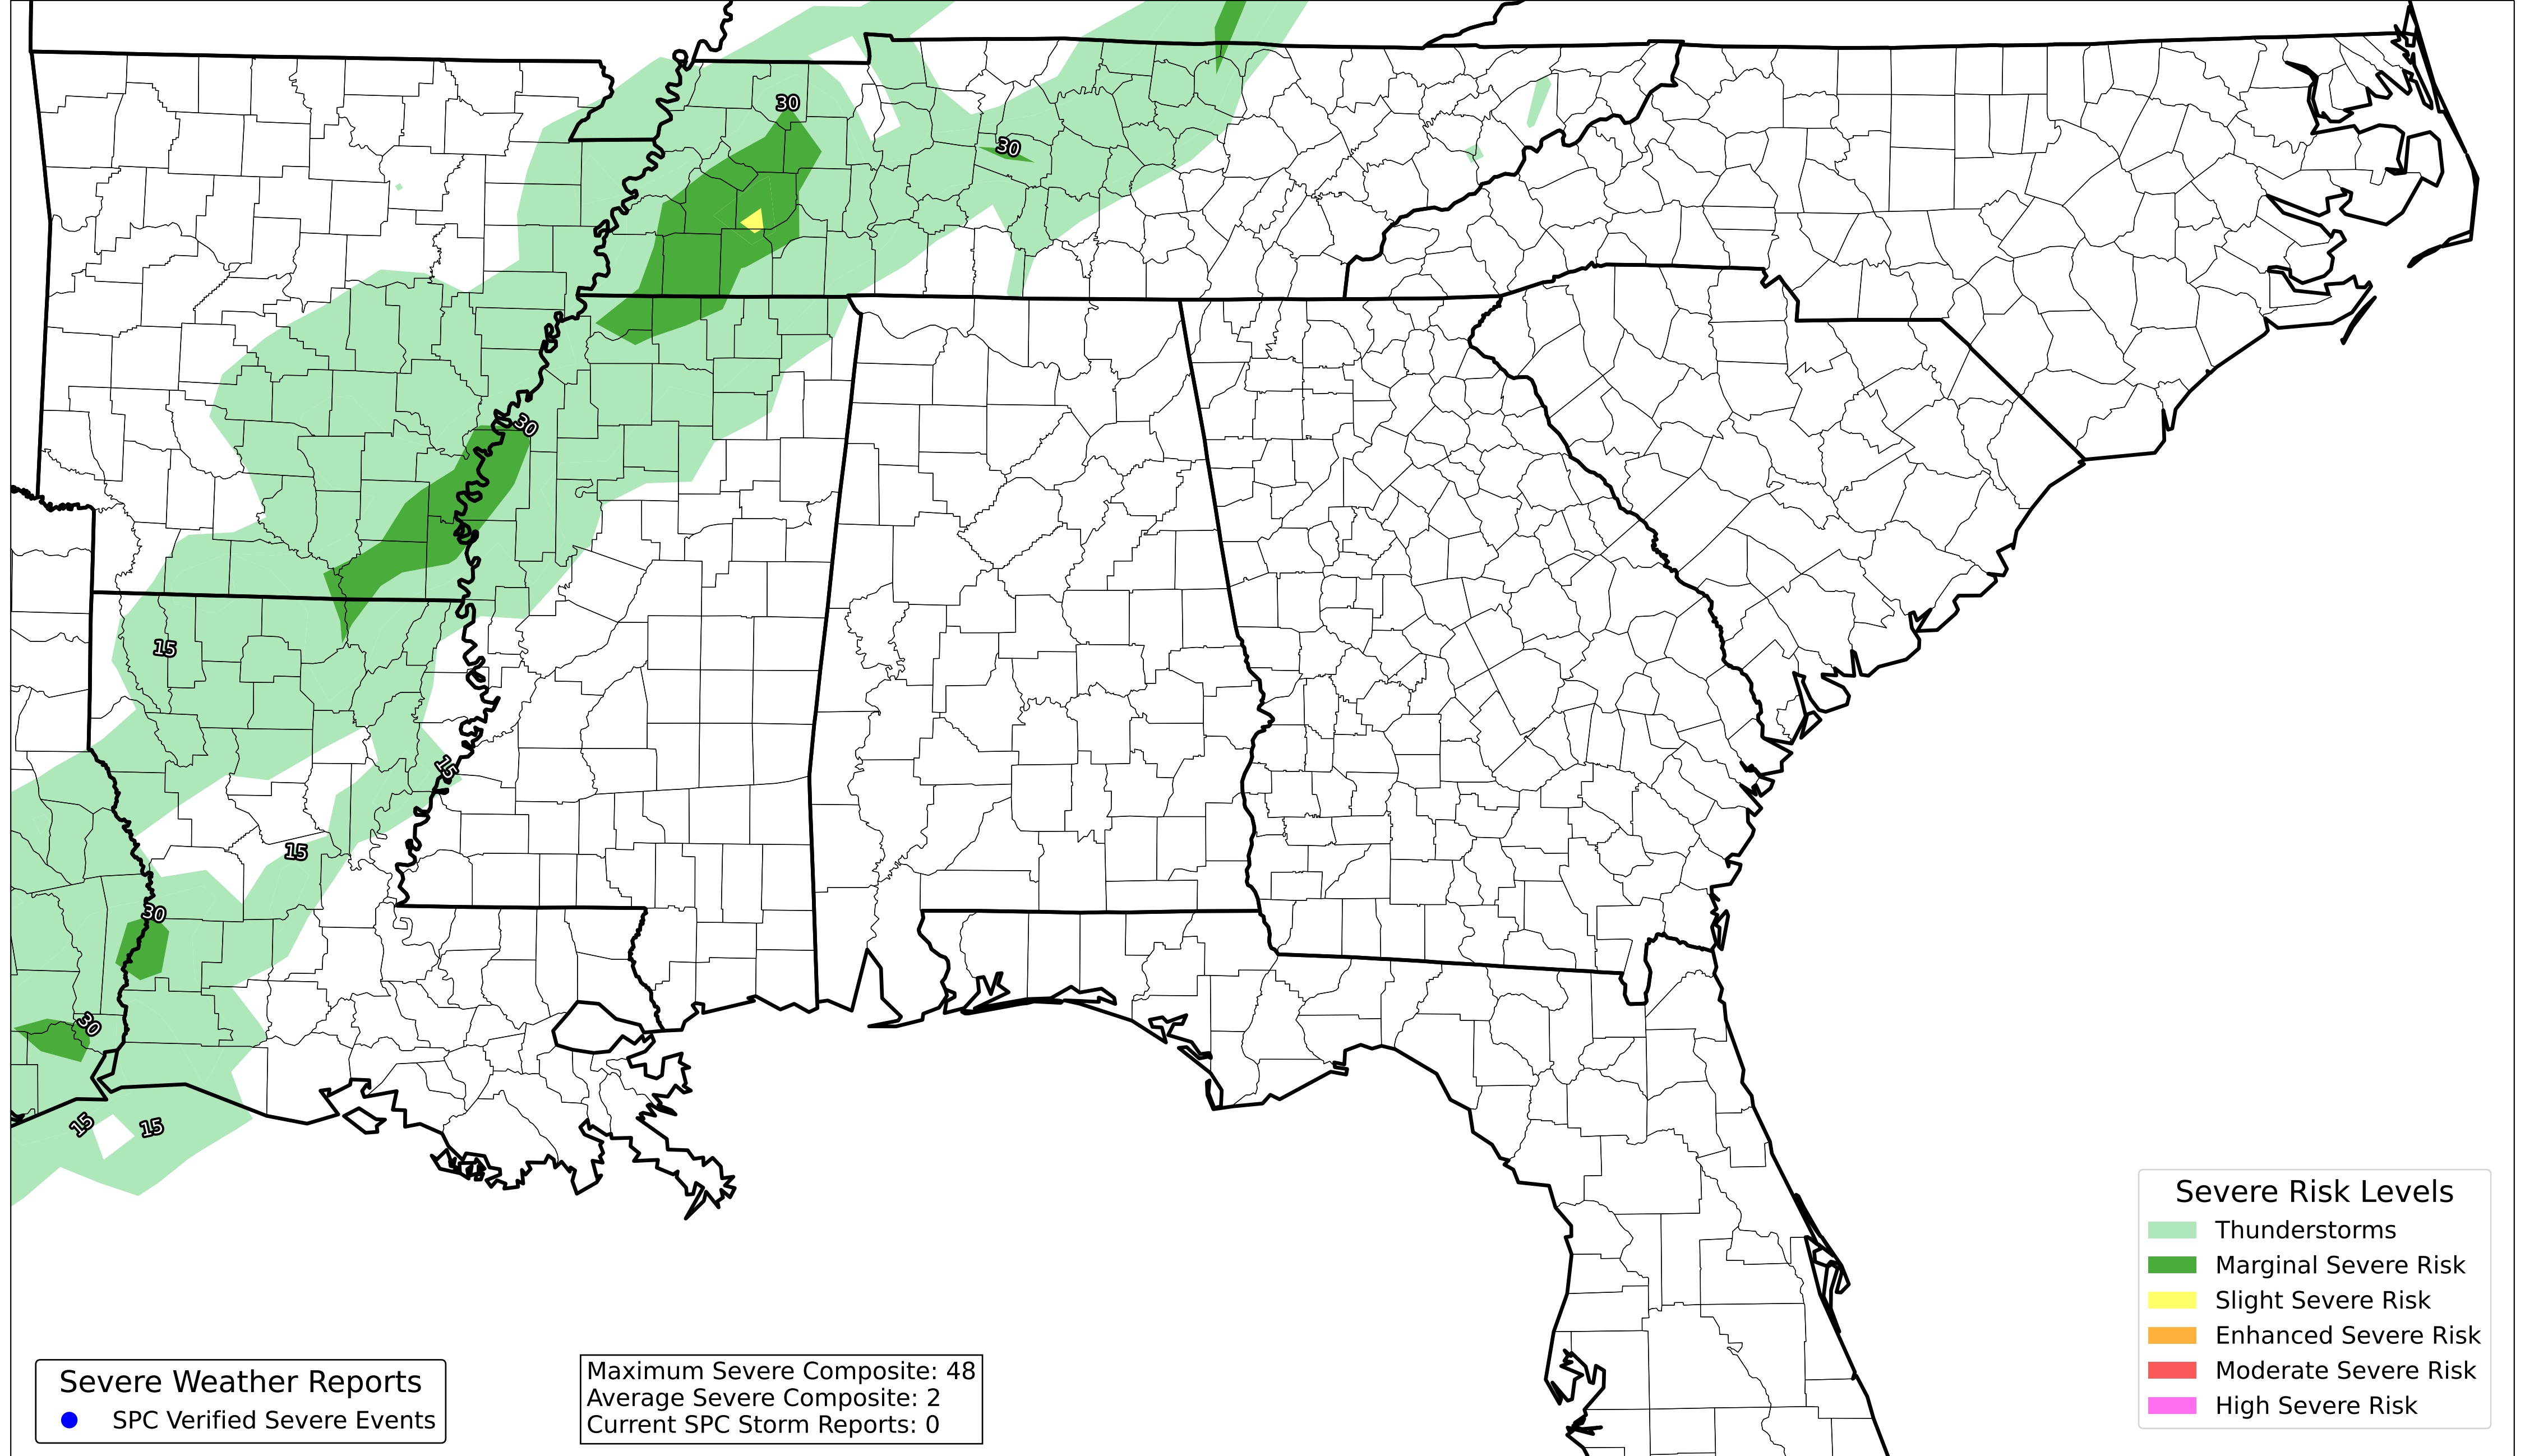 30
30
30
15
15
15
30
30
15
15
Severe Risk Levels
Thunderstorms
Marginal Severe Risk
Slight Severe Risk
Enhanced Severe Risk
Moderate Severe Risk
High Severe Risk
Severe Weather Reports
SPC Verified Severe Events
Maximum Severe Composite: 48
Average Severe Composite: 2
Current SPC Storm Reports: 0